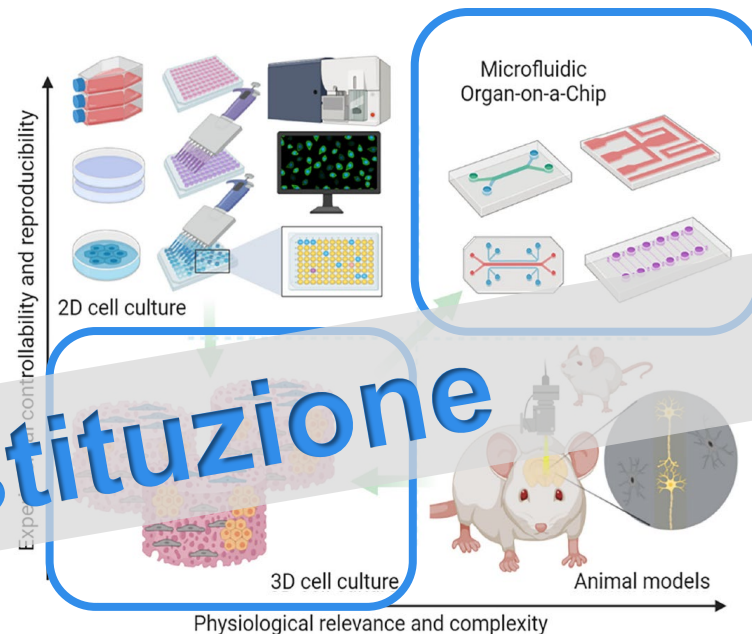 Microfluidic
Organ-on-a-Chip
2D cell culture
stituzione
3D cell culture
Animal models
Physiological relevance and complexity
controllability and reproducibility